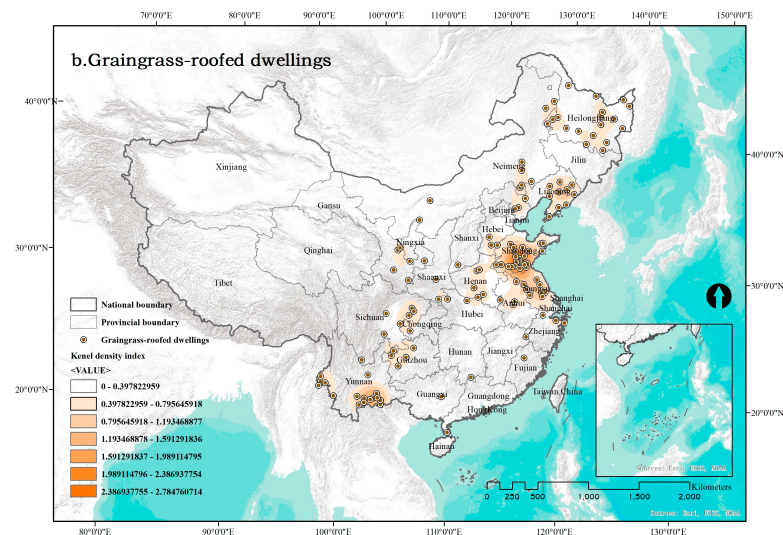 70°0'0"E 80°0'0"E 90°0'0"E 100°0'0"E 110°0'0"E 120°0'0"E 130°0'0"E 140°0'0"E 150°0'0"E
b.Graingrass-roofed dwellings
40°0'0"N
40°0'0"N
Heilongjiang
Jilin
Neimeng
Xinjiang
Liaoning
Gansu
Beijing
Tianjin
Hebei
Ningxia
Shanxi
30°0'0"N
Qinghai
Shandong
Shannxi
Henan
30°0'0"N
Tibet
National boundary
Anhui
Shanghai
Shanghai
Provincial boundary
Sichuan
Hubei
Chongqing
Graingrass-roofed dwellings
Zhejiang
Kenel density index
Hunan
Jiangxi
<VALUE>
Guizhou
Fujian
0 - 0.397822959
Yunnan
20°0'0"N
Taiwan,China
0.397822959 - 0.795645918
Guangxi
Guangdong
HongKong
20°0'0"N
0.795645918 - 1.193468877
1.193468878 - 1.591291836
Hainan
1.591291837 - 1.989114795
Sources: Esri, USGS, NOAA
1.989114796 - 2.386937754
Kilometers
2.386937755 - 2.784760714
0 250 500 1,000 1,500 2,000
Sources: Esri, USGS, NOAA
80°0'0"E 90°0'0"E 100°0'0"E 110°0'0"E 120°0'0"E 130°0'0"E